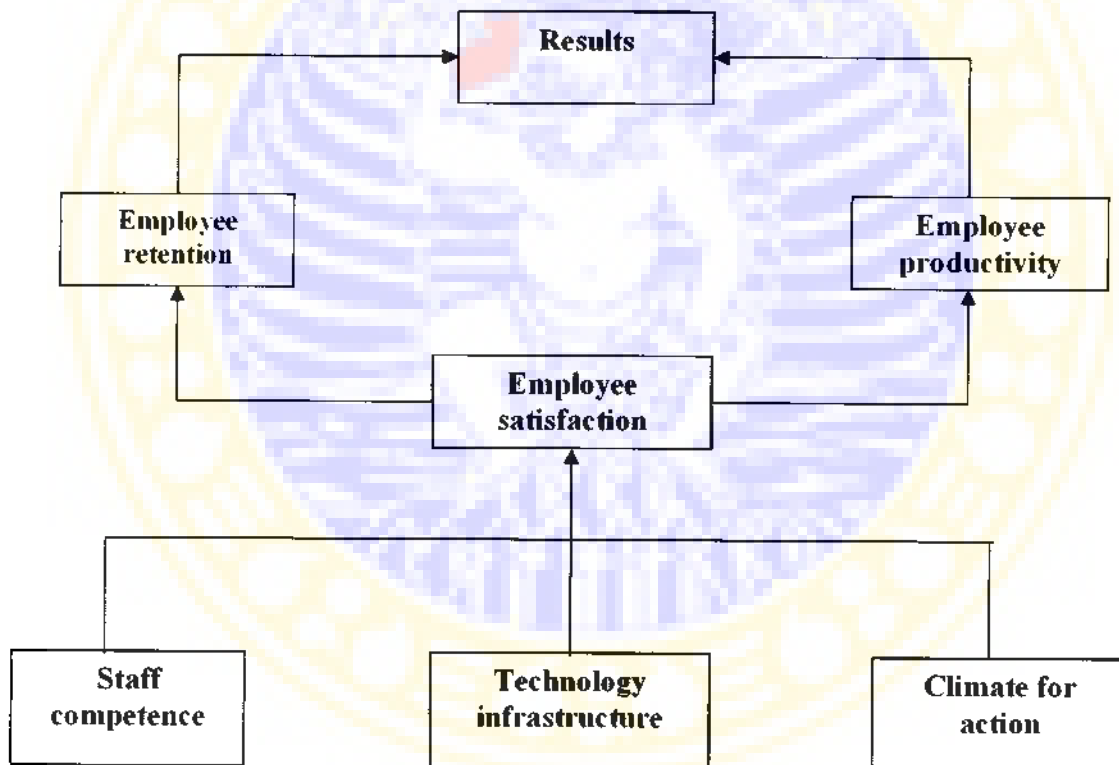 Results
Employee
retention
Employee
productivity
Employee
satisfaction
Staff
competence
Technology
infrastructure
Climate for
action